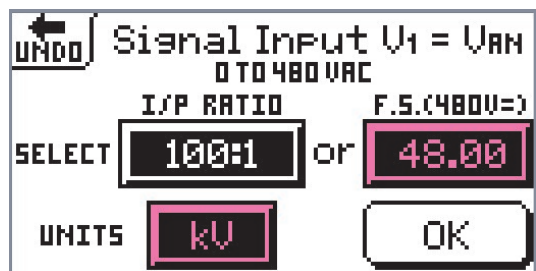 UNDO Signal Input V1 = VAN
0 TO 480 VAC
I/P RATIO F.S.(480V=)
SELECT 100:1 or 48.00
UNITS kV OK